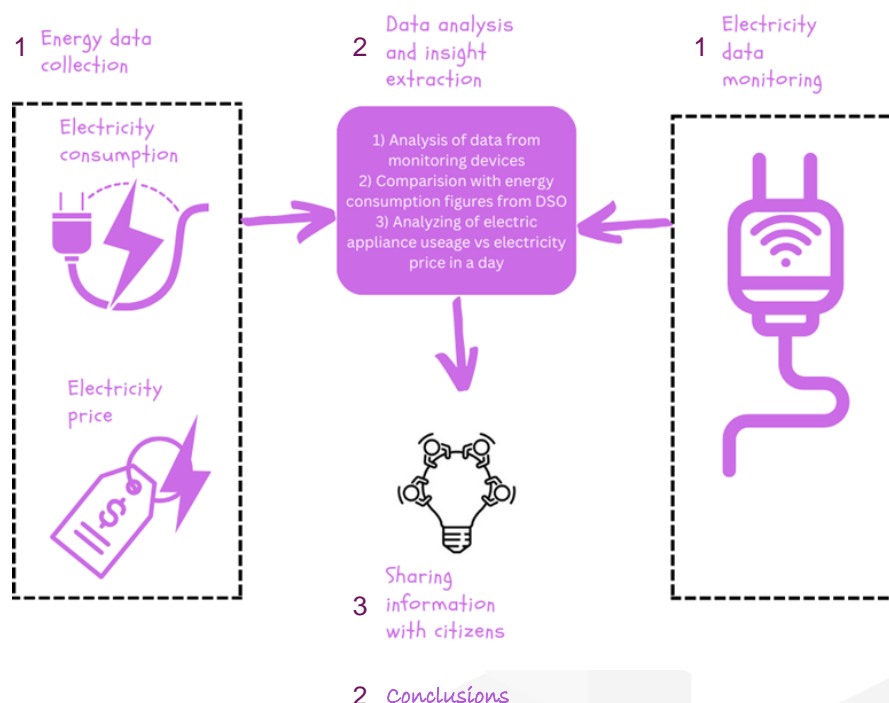 1 Energy data
collection
Electricity
consumption
Electricity
price
2 Data analysis
and insight
extraction
1) Analysis of data from
monitoring devices
2) Comparision with energy
consumption figures from DSO
3) Analyzing of electric
appliance useage vs electricity
price in a day
1 Electricity
data
monitoring
$
Sharing
3 information
with citizens
2 Conclusions